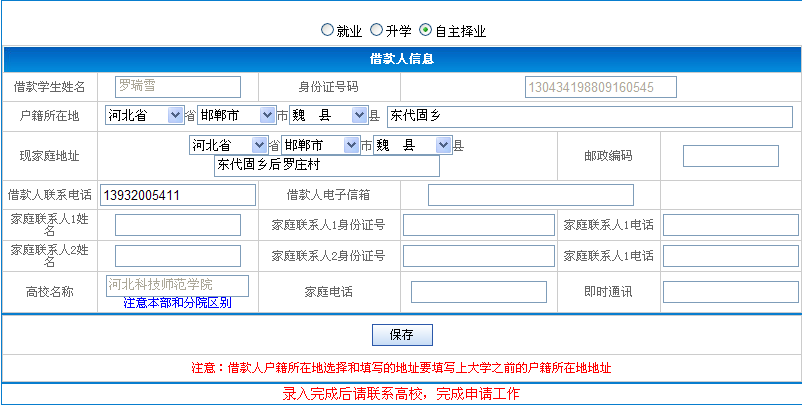 就业 升学 自主择业
借款人信息
借款学生姓名 罗瑞雪 身份证号码 130434198809160545
户籍所在地 河北省 省 邯郸市 市 魏 县 县 东代固乡
现家庭地址 河北省 省 邯郸市 市 魏 县 县 邮政编码
东代固乡后罗庄村
借款人联系电话 13932005411 借款人电子信箱
家庭联系人1姓名 家庭联系人1身份证号 家庭联系人1电话
家庭联系人2姓名 家庭联系人2身份证号 家庭联系人1电话
高校名称 河北科技师范学院 家庭电话 即时通讯
注意本部和分院区别
保存
注意：借款人户籍所在地选择和填写的地址要填写上大学之前的户籍所在地地址
录入完成后请联系高校，完成申请工作